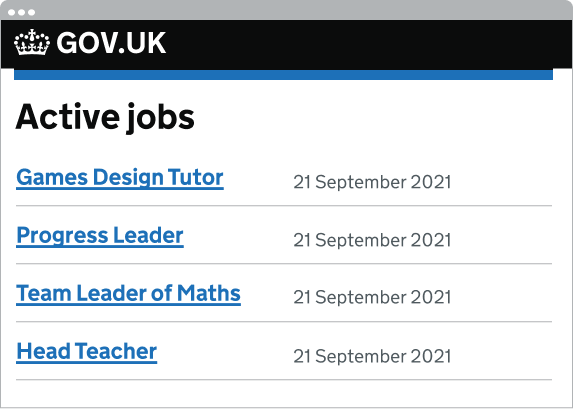 GOV.UK
Active jobs
Games Design Tutor 21 September 2021
Progress Leader 21 September 2021
Team Leader of Maths 21 September 2021
Head Teacher 21 September 2021